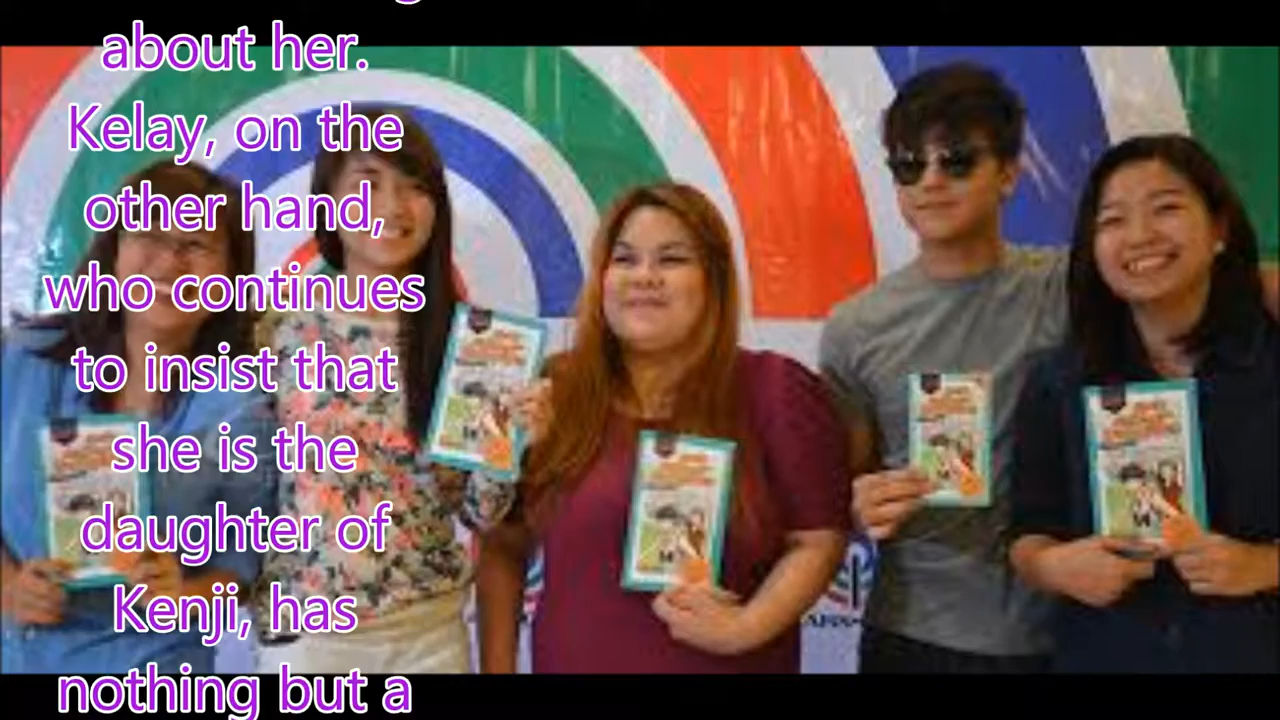 about her.
Kelay, on the
other hand,
who continues
to insist that
she is the
daughter of
Kenji, has
nothing but a